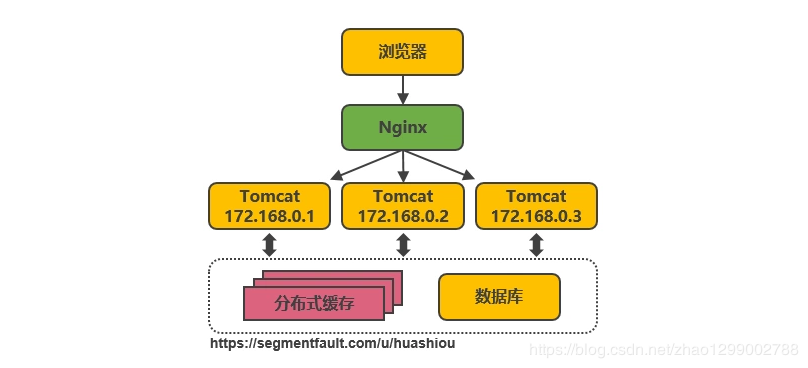 浏览器
Nginx
Tomcat
172.168.0.1
Tomcat
172.168.0.2
Tomcat
172.168.0.3
分布式缓存
数据库
https://segmentfault.com/u/huashiou
https://blog.csdn.net/zhao1299002788